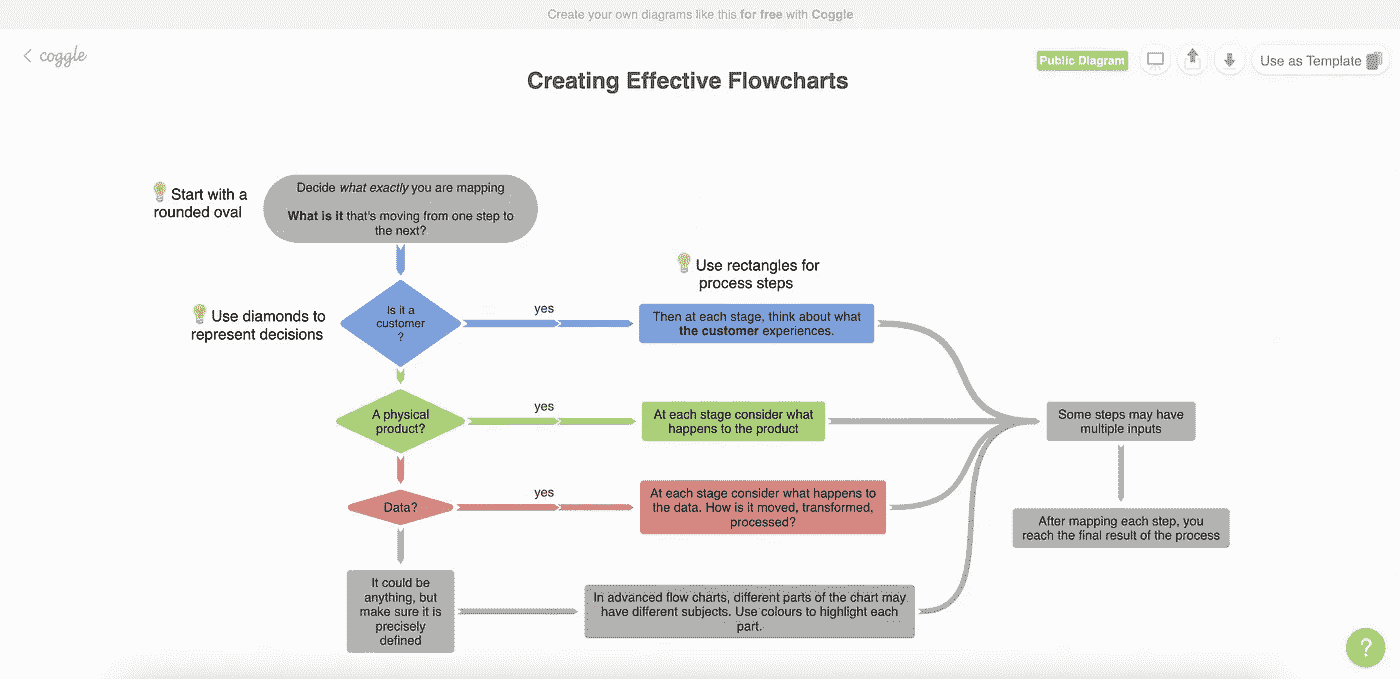 Create your own diagrams like this for free with Coggle
coggle
Public Diagram
Use as Template
Creating Effective Flowcharts
Start with a
rounded oval
Decide what exactly you are mapping
What is it that's moving from one step to
the next?
Use rectangles for
process steps
Use diamonds to
represent decisions
Is it a
customer
?
yes
Then at each stage, think about what
the customer experiences.
A physical
product?
yes
At each stage consider what
happens to the product
Some steps may have
multiple inputs
Data?
yes
At each stage consider what happens to
the data. How is it moved, transformed,
processed?
After mapping each step, you
reach the final result of the process
It could be
anything, but
make sure it is
precisely
defined
In advanced flow charts, different parts of the chart may
have different subjects. Use colours to highlight each
part.
?